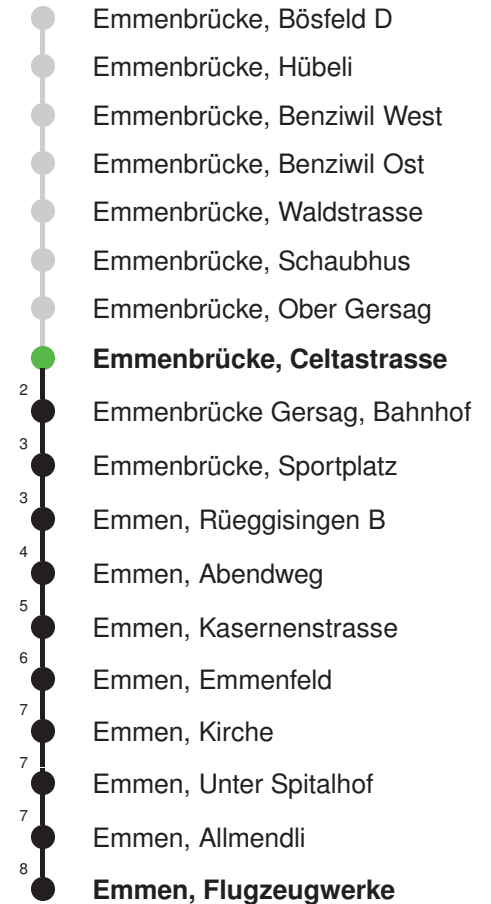 Emmenbrücke, Bösfeld D
Emmenbrücke, Hübeli
Emmenbrücke, Benziwil West
Emmenbrücke, Benziwil Ost
Emmenbrücke, Waldstrasse
Emmenbrücke, Schaubhus
Emmenbrücke, Ober Gersag
Emmenbrücke, Celtastrasse
2 Emmenbrücke Gersag, Bahnhof
3 Emmenbrücke, Sportplatz
3 Emmen, Rüeggisingen B
4 Emmen, Abendweg
5 Emmen, Kasernenstrasse
6 Emmen, Emmenfeld
7 Emmen, Kirche
7 Emmen, Unter Spitalhof
7 Emmen, Allmendli
8 Emmen, Flugzeugwerke